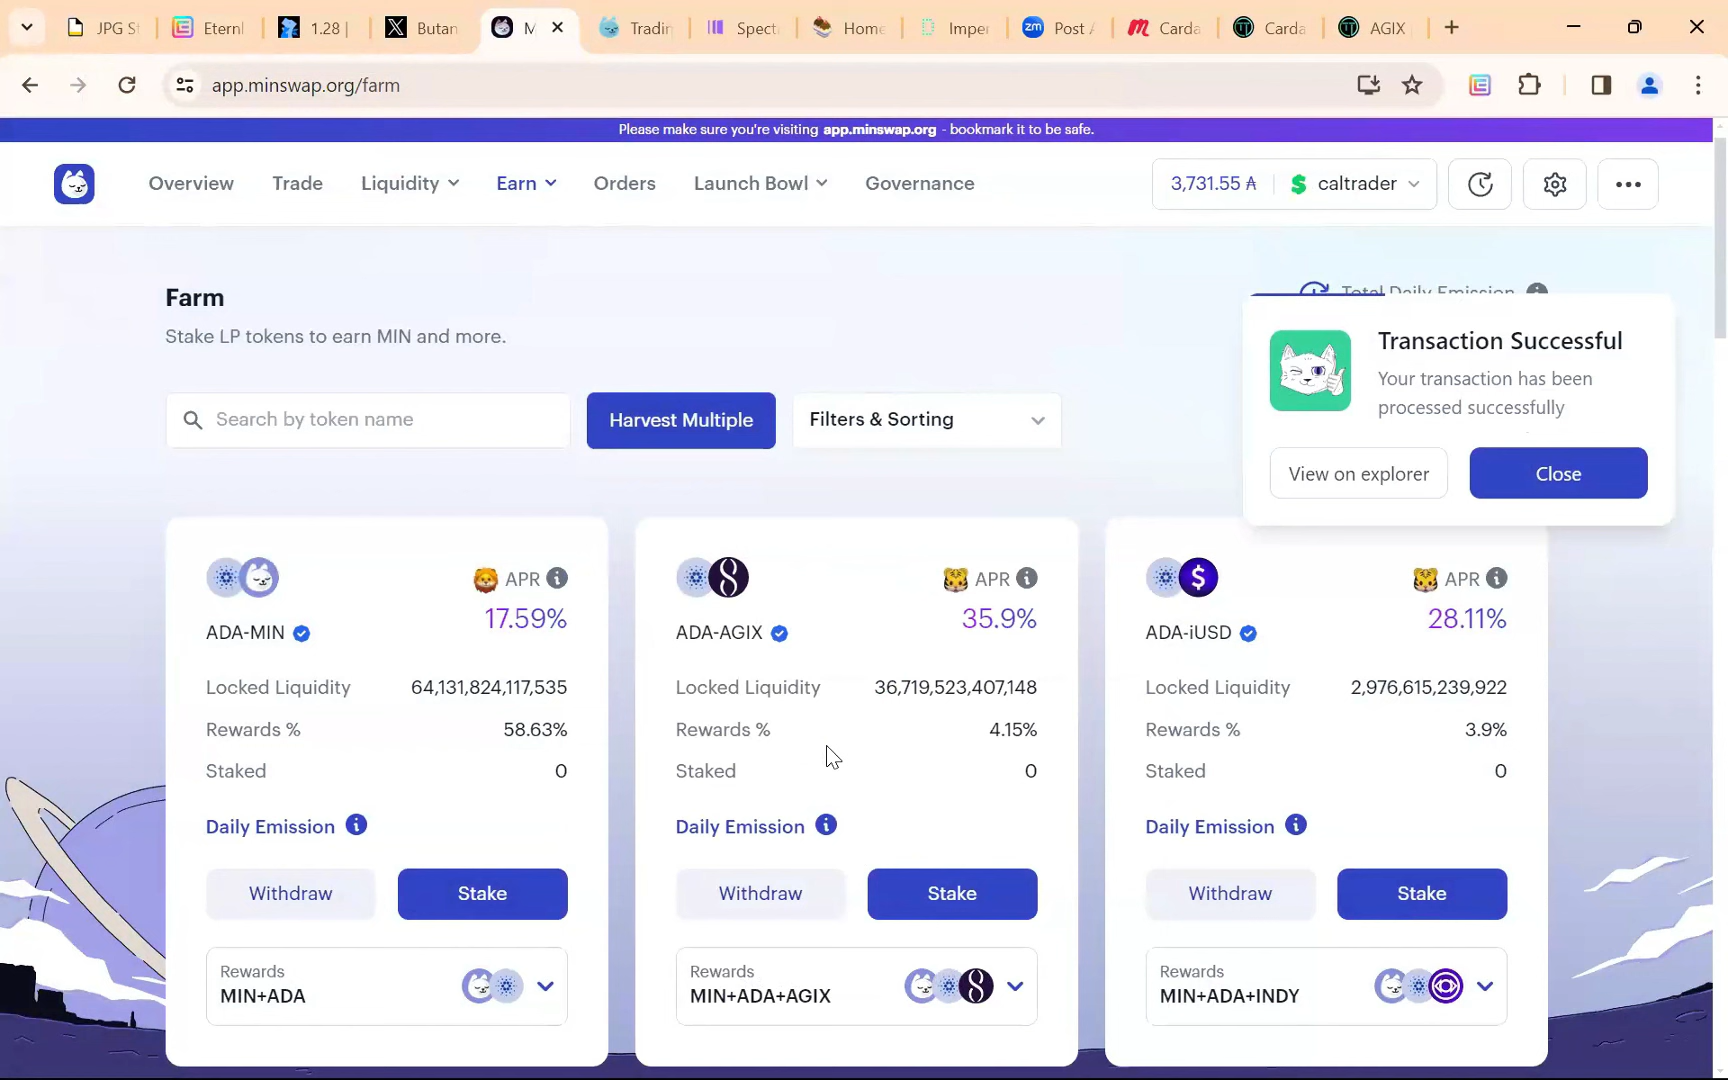 JPG S
Eternl
1.28 |
Butan
M
Tradin
Specta
Home
Imper
Post A
Carda
Carda
AGIX
app.minswap.org/farm
Please make sure you're visiting app.minswap.org - bookmark it to be safe.
Overview Trade Liquidity Earn Orders Launch Bowl Governance 3,731.55 ₳ $ caltrader
Farm
Stake LP tokens to earn MIN and more.
Total Daily Emission
Transaction Successful
Your transaction has been
processed successfully
View on explorer Close
Search by token name Harvest Multiple Filters & Sorting
APR
17.59%
ADA-MIN
Locked Liquidity 64,131,824,117,535
Rewards % 58.63%
Staked 0
Daily Emission
Withdraw Stake
Rewards
MIN+ADA
APR
35.9%
ADA-AGIX
Locked Liquidity 36,719,523,407,148
Rewards % 4.15%
Staked 0
Daily Emission
Withdraw Stake
Rewards
MIN+ADA+AGIX
APR
28.11%
ADA-iUSD
Locked Liquidity 2,976,615,239,922
Rewards % 3.9%
Staked 0
Daily Emission
Withdraw Stake
Rewards
MIN+ADA+INDY